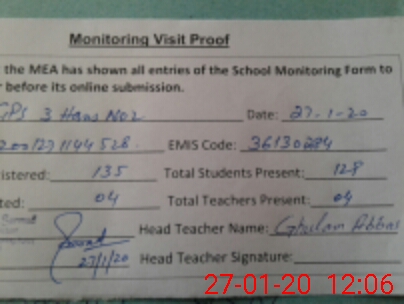 Monitoring Visit Proof
the MEA has shown all entries of the School Monitoring Form to
before its online submission.
GPS 3 Hans No2 Date: 27-1-20
EMIS Code: 36130284
istered: 135 Total Students Present: 128
ted: 04 Total Teachers Present: 04
Head Teacher Name: Ghulam Abbas
27/1/20 Head Teacher Signature:
27-01-20 12:06